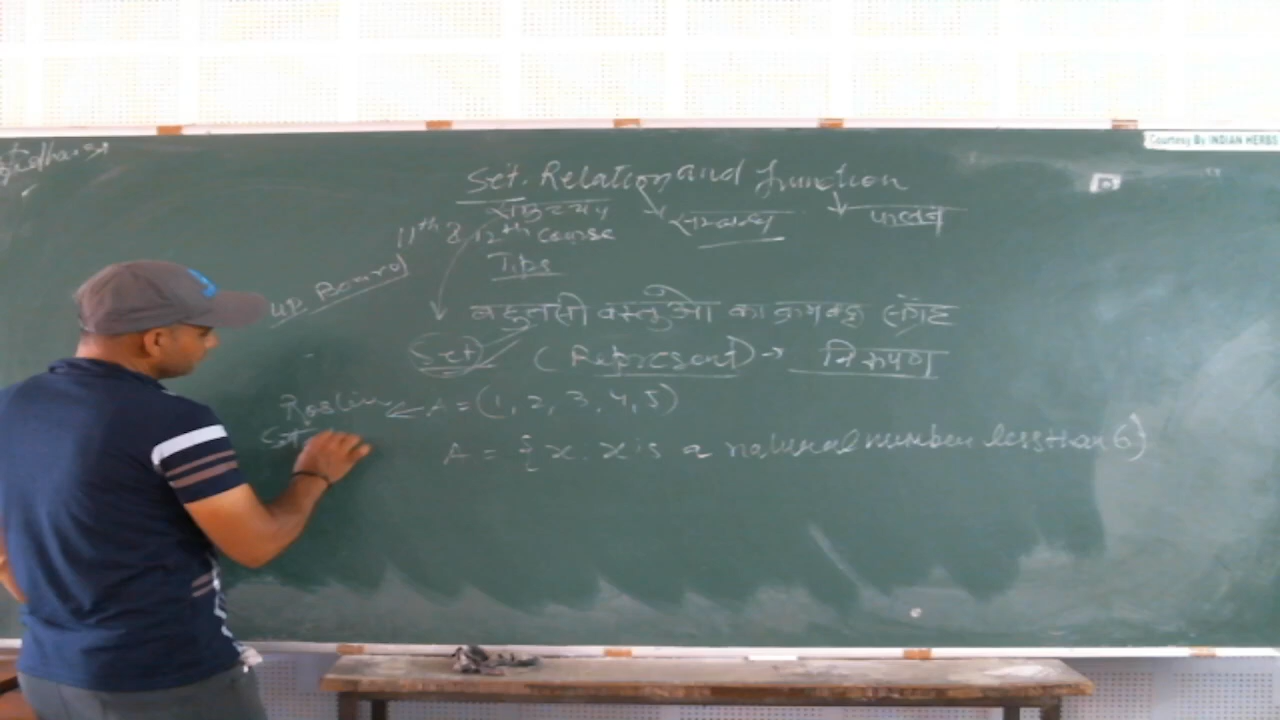 Courtesy By INDIAN HERBS
Set. Relation and function
समुच्चय सम्बन्ध फलन
11th & 12th course
Tips
UP Board
बहुतसी वस्तुओ का क्रमबद्ध
Set (Represent) → निरूपण
← A = (1, 2, 3, 4, 5)
A = { x. x is a natural number less than 6}